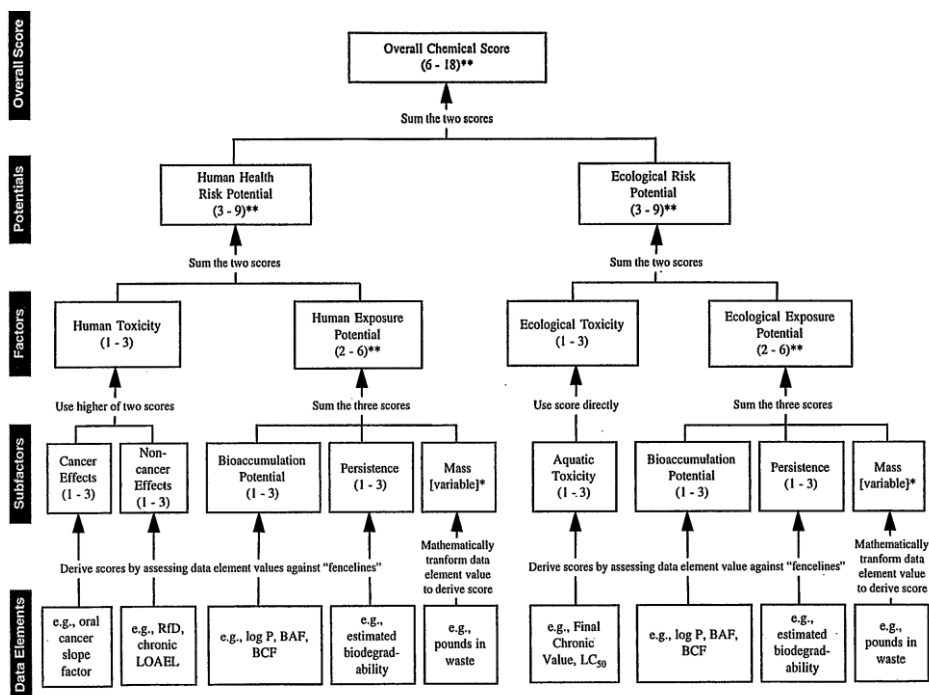 Overall Score
Overall Chemical Score
(6 - 18)**
Sum the two scores
Potentials
Human Health
Risk Potential
(3 - 9)**
Ecological Risk
Potential
(3 - 9)**
Sum the two scores
Sum the two scores
Factors
Human Toxicity
(1 - 3)
Human Exposure
Potential
(2 - 6)**
Ecological Toxicity
(1 - 3)
Ecological Exposure
Potential
(2 - 6)**
Use higher of two scores
Sum the three scores
Use score directly
Sum the three scores
Subfactors
Cancer
Effects
(1 - 3)
Non-
cancer
Effects
(1 - 3)
Bioaccumulation
Potential
(1 - 3)
Persistence
(1 - 3)
Mass
[variable]*
Aquatic
Toxicity
(1 - 3)
Bioaccumulation
Potential
(1 - 3)
Persistence
(1 - 3)
Mass
[variable]*
Derive scores by assessing data element values against "fencelines"
Mathematically
tranform data
element value
to derive score
Derive scores by assessing data element value against "fencelines"
Mathematically
tranform data
element value
to derive score
Data Elements
e.g., oral
cancer
slope
factor
e.g., RfD,
chronic
LOAEL
e.g., log P, BAF,
BCF
e.g.,
estimated
biodegrad-
ability
e.g.,
pounds in
waste
e.g., Final
Chronic
Value, LC50
e.g., log P, BAF,
BCF
e.g.,
estimated
biodegrad-
ability
e.g.,
pounds in
waste